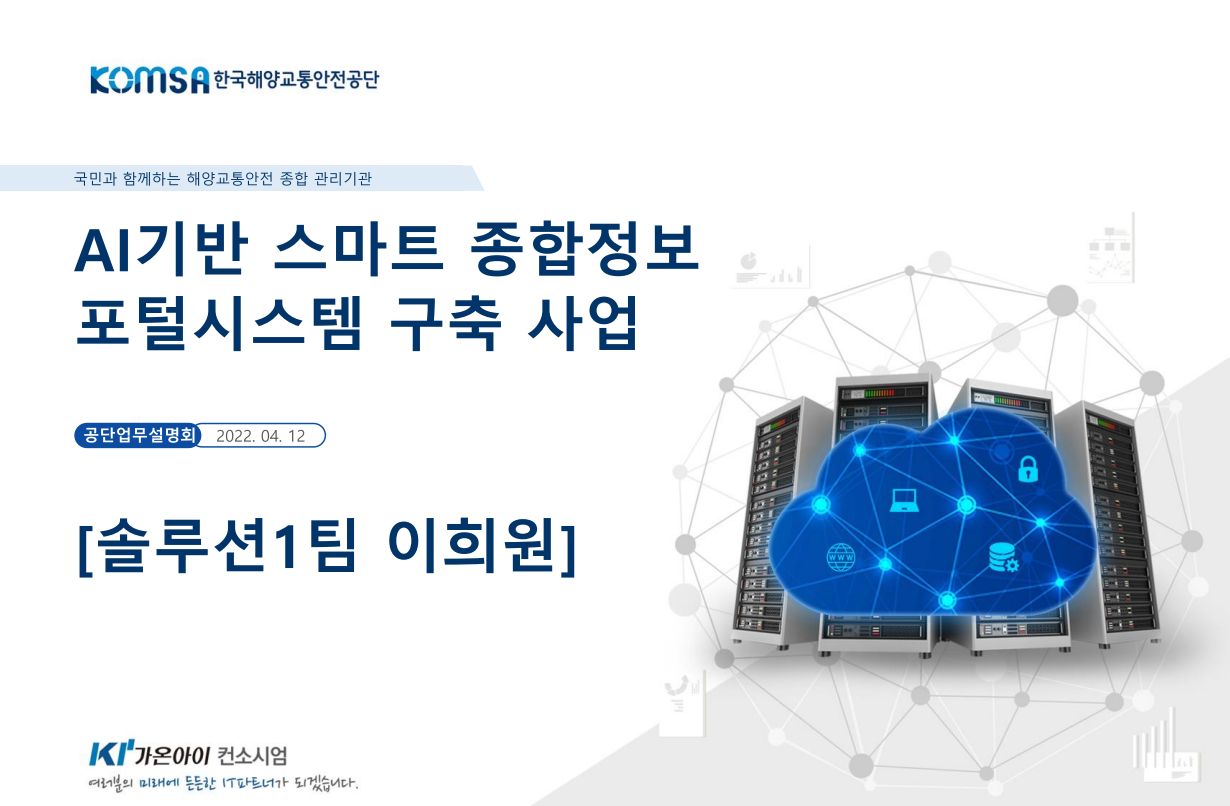 KOMSA 한국해양교통안전공단
국민과 함께하는 해양교통안전 종합 관리기관
AI기반 스마트 종합정보
포털시스템 구축 사업
공단업무설명회 2022. 04. 12
[솔루션1팀 이희원]
WWW
KI 가온아이 컨소시엄
여러분의 미래에 든든한 IT파트너가 되겠습니다.